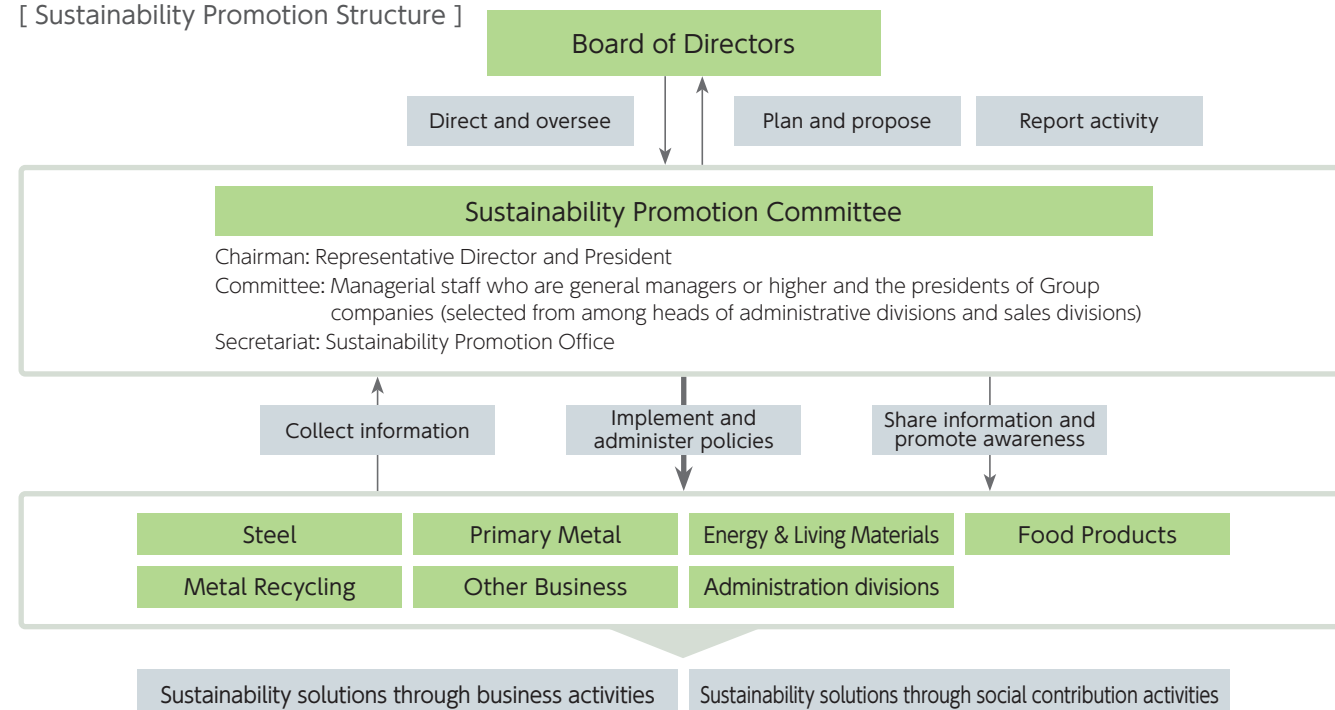 [ Sustainability Promotion Structure ]
Board of Directors
Direct and oversee
Plan and propose
Report activity
Sustainability Promotion Committee
Chairman: Representative Director and President
Committee: Managerial staff who are general managers or higher and the presidents of Group
companies (selected from among heads of administrative divisions and sales divisions)
Secretariat: Sustainability Promotion Office
Collect information
Implement and
administer policies
Share information and
promote awareness
Steel
Primary Metal
Energy & Living Materials
Food Products
Metal Recycling
Other Business
Administration divisions
Sustainability solutions through business activities
Sustainability solutions through social contribution activities